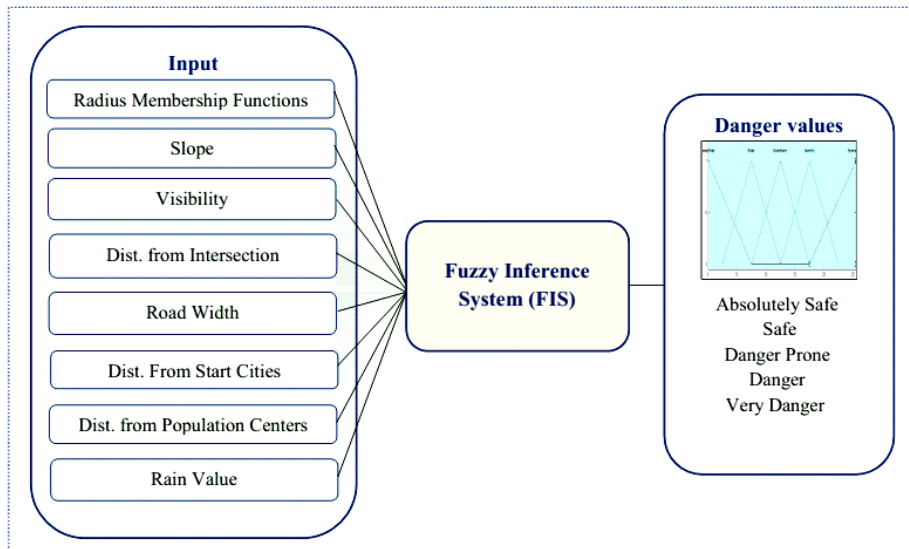 Input
Radius Membership Functions
Slope
Visibility
Dist. from Intersection
Road Width
Dist. From Start Cities
Dist. from Population Centers
Rain Value
Fuzzy Inference
System (FIS)
Danger values
Absolutely Safe
Safe
Danger Prone
Danger
Very Danger